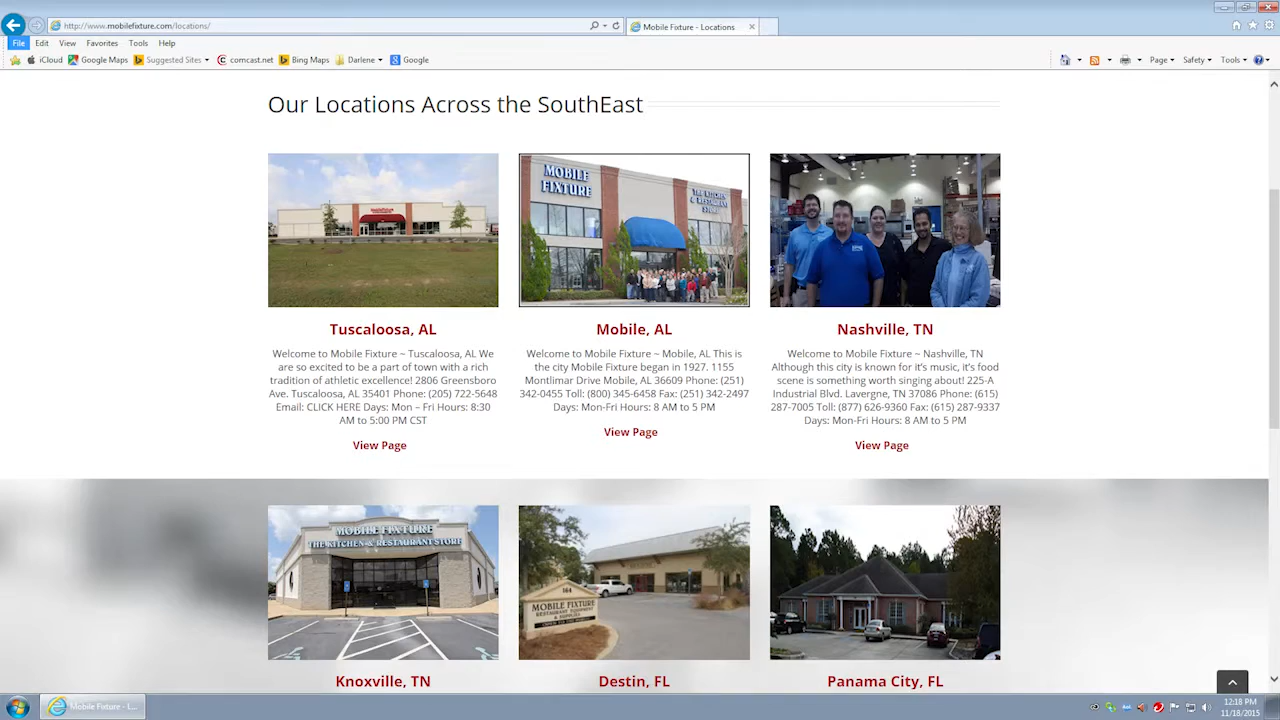 http://www.mobilefixture.com/locations/
Mobile Fixture - Locations
File Edit View Favorites Tools Help
iCloud Google Maps Suggested Sites comcast.net Bing Maps Darlene Google
Page Safety Tools
Our Locations Across the SouthEast
MOBILE
FIXTURE
THE KITCHEN
& RESTAURANT
STORE
Tuscaloosa, AL
Welcome to Mobile Fixture ~ Tuscaloosa, AL We
are so excited to be a part of town with a rich
tradition of athletic excellence! 2806 Greensboro
Ave. Tuscaloosa, AL 35401 Phone: (205) 722-5648
Email: CLICK HERE Days: Mon – Fri Hours: 8:30
AM to 5:00 PM CST
View Page
Mobile, AL
Welcome to Mobile Fixture ~ Mobile, AL This is
the city Mobile Fixture began in 1927. 1155
Montlimar Drive Mobile, AL 36609 Phone: (251)
342-0455 Toll: (800) 345-6458 Fax: (251) 342-2497
Days: Mon-Fri Hours: 8 AM to 5 PM
View Page
Nashville, TN
Welcome to Mobile Fixture ~ Nashville, TN
Although this city is known for it's music, it's food
scene is something worth singing about! 225-A
Industrial Blvd. Lavergne, TN 37086 Phone: (615)
287-7005 Toll: (877) 626-9360 Fax: (615) 287-9337
Days: Mon-Fri Hours: 8 AM to 5 PM
View Page
MOBILE FIXTURE
THE KITCHEN & RESTAURANT STORE
164
MOBILE FIXTURE
RESTAURANT EQUIPMENT
& SUPPLIES
Knoxville, TN
Destin, FL
Panama City, FL
Mobile Fixture - L...
12:18 PM
11/18/2015